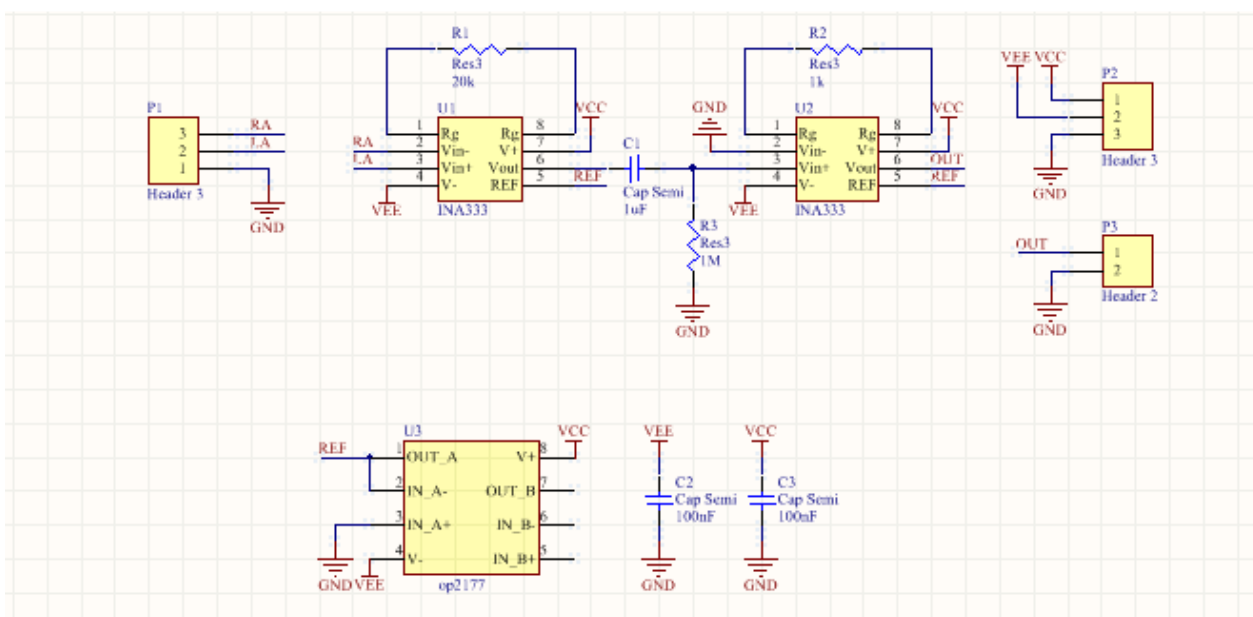 R1
Res3
20k
R2
Res3
1k
VEE VCC
P2
1
2
3
Header 3
GND
P1
3
2
1
RA
LA
Header 3
GND
U1
VCC
1
Rg
Rg
8
RA
2
Vin-
V+
7
LA
3
Vin+
Vout
6
4
V-
REF
5
REF
VEE
INA333
C1
Cap Semi
1uF
GND
U2
VCC
1
Rg
Rg
8
2
Vin-
V+
7
3
Vin+
Vout
6
OUT
4
V-
REF
5
REF
VEE
INA333
R3
Res3
1M
GND
P3
OUT
1
2
Header 2
GND
U3
VCC
REF
1
OUT_A
V+
8
2
IN_A-
OUT_B
7
3
IN_A+
IN_B-
6
4
V-
IN_B+
5
GND
VEE
op2177
VEE
C2
Cap Semi
100nF
GND
VCC
C3
Cap Semi
100nF
GND